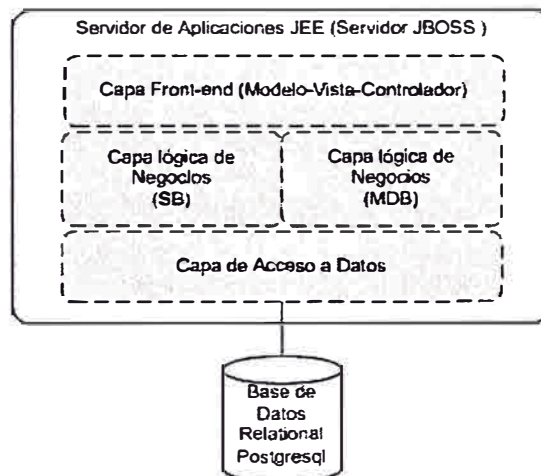 Servidor de Aplicaciones JEE (Servidor JBOSS )
Capa Front-end (Modelo-Vista-Controlador)
Capa lógica de
Negocios
(SB)
Capa lógica de
Negocios
(MDB)
Capa de Acceso a Datos
Base de
Datos
Relational
Postgresql